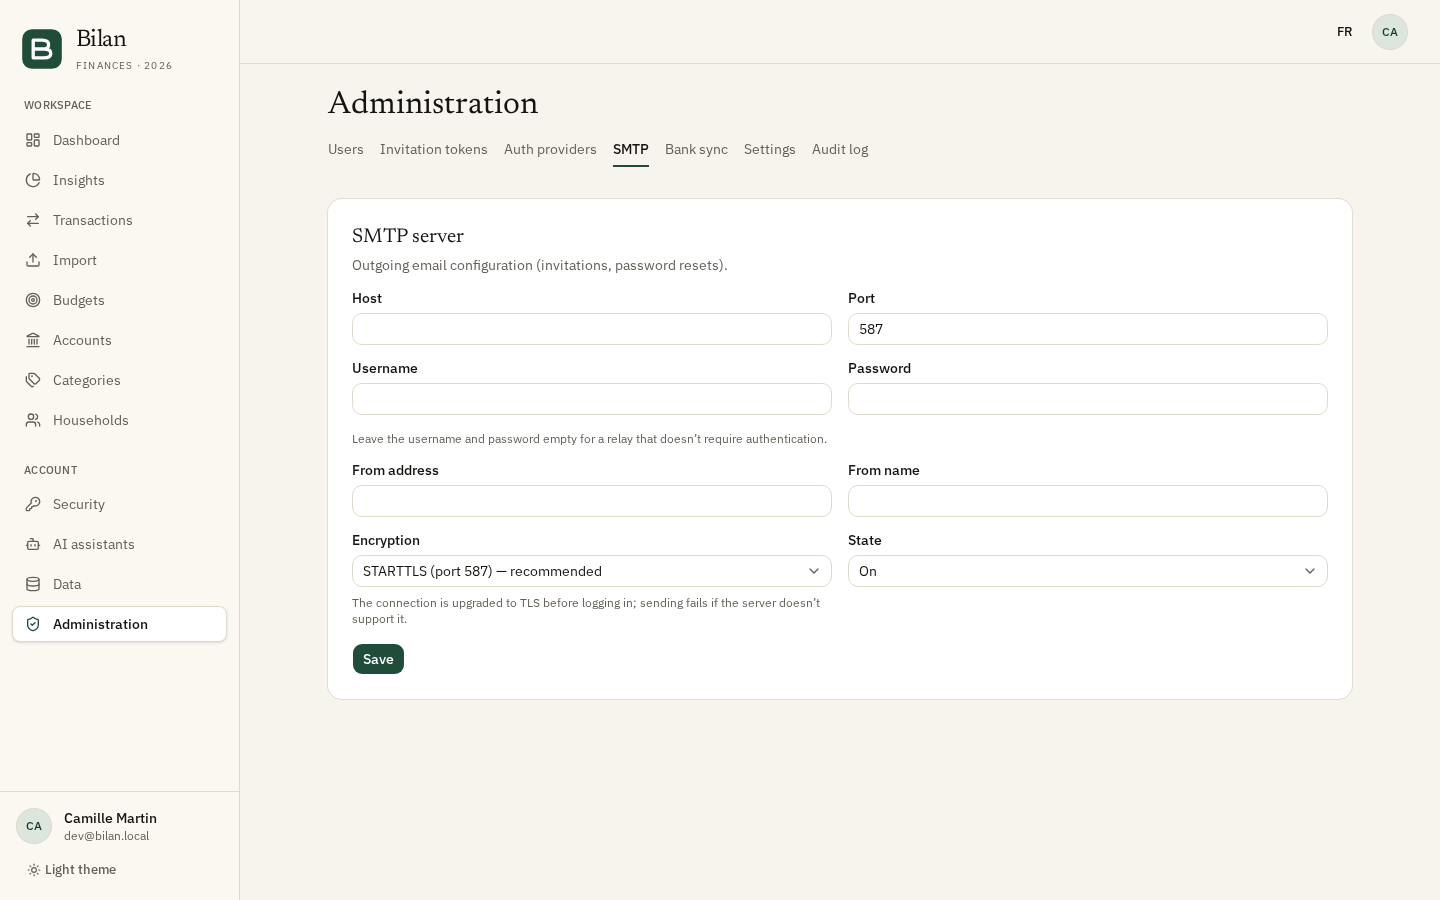 Bilan
FINANCES · 2026
WORKSPACE
Dashboard
Insights
Transactions
Import
Budgets
Accounts
Categories
Households
ACCOUNT
Security
AI assistants
Data
Administration
CA
Camille Martin
dev@bilan.local
Light theme
FR
CA
Administration
Users
Invitation tokens
Auth providers
SMTP
Bank sync
Settings
Audit log
SMTP server
Outgoing email configuration (invitations, password resets).
Host
Port
587
Username
Password
Leave the username and password empty for a relay that doesn’t require authentication.
From address
From name
Encryption
State
STARTTLS (port 587) — recommended
On
The connection is upgraded to TLS before logging in; sending fails if the server doesn’t
support it.
Save